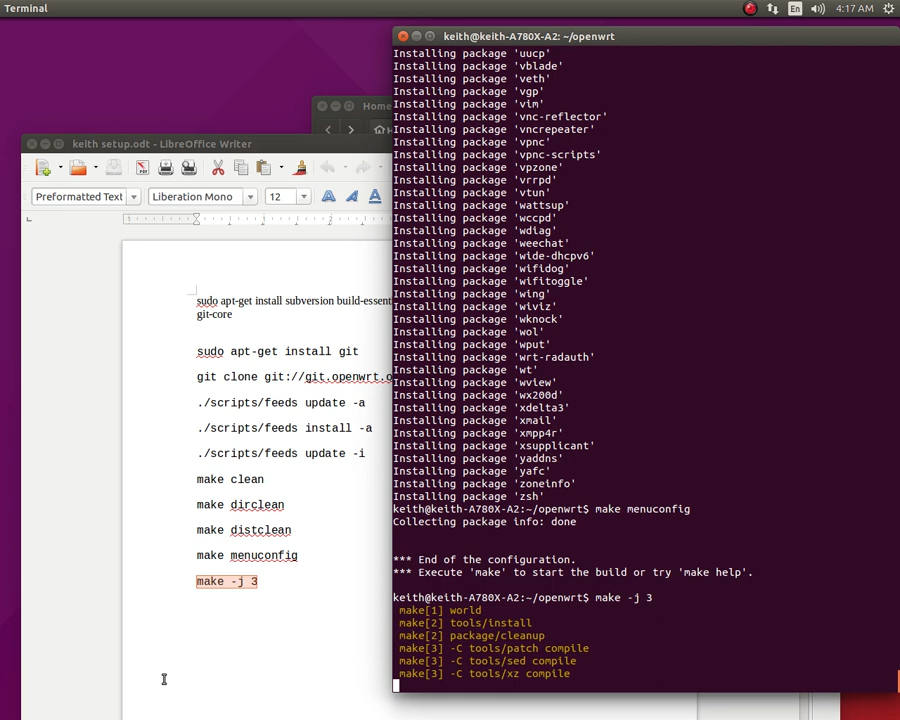 Terminal
En
4:17 AM
keith@keith-A780X-A2: ~/openwrt
Installing package 'uucp'
Installing package 'vblade'
Installing package 'veth'
Installing package 'vgp'
Installing package 'vim'
Installing package 'vnc-reflector'
Installing package 'vncrepeater'
Installing package 'vpnc'
Installing package 'vpnc-scripts'
Installing package 'vpzone'
Installing package 'vrrpd'
Installing package 'vtun'
Installing package 'wattsup'
Installing package 'wccpd'
Installing package 'wdiag'
Installing package 'weechat'
Installing package 'wide-dhcpv6'
Installing package 'wifidog'
Installing package 'wifitoggle'
Installing package 'wing'
Installing package 'wiviz'
Installing package 'wknock'
Installing package 'wol'
Installing package 'wput'
Installing package 'wrt-radauth'
Installing package 'wt'
Installing package 'wview'
Installing package 'wx200d'
Installing package 'xdelta3'
Installing package 'xmail'
Installing package 'xmpp4r'
Installing package 'xsupplicant'
Installing package 'yaddns'
Installing package 'yafc'
Installing package 'zoneinfo'
Installing package 'zsh'
keith@keith-A780X-A2:~/openwrt$ make menuconfig
Collecting package info: done
*** End of the configuration.
*** Execute 'make' to start the build or try 'make help'.
keith@keith-A780X-A2:~/openwrt$ make -j 3
make[1] world
make[2] tools/install
make[2] package/cleanup
make[3] -C tools/patch compile
make[3] -C tools/sed compile
make[3] -C tools/xz compile
Home
keith setup.odt - LibreOffice Writer
Preformatted Text
Liberation Mono
12
sudo apt-get install subversion build-essent
git-core
sudo apt-get install git
git clone git://git.openwrt.o
./scripts/feeds update -a
./scripts/feeds install -a
./scripts/feeds update -i
make clean
make dirclean
make distclean
make menuconfig
make -j 3